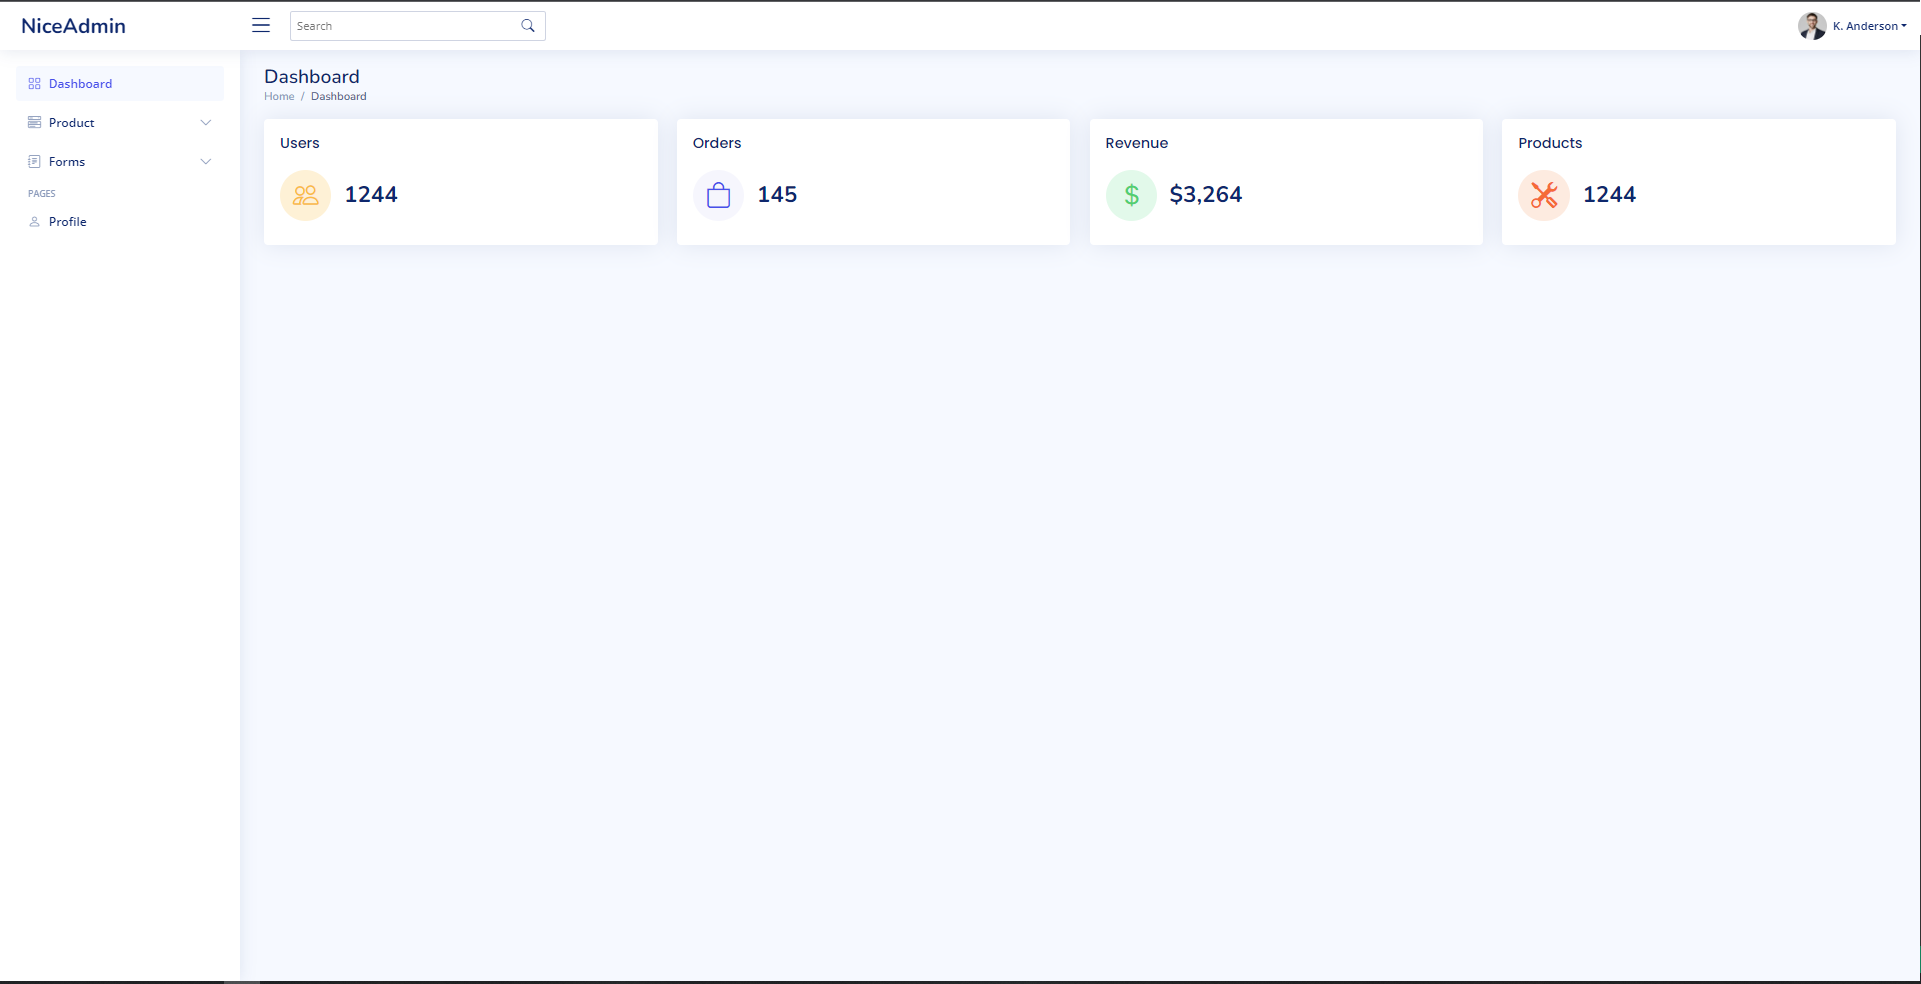 NiceAdmin
Search
K. Anderson
Dashboard
Product
Forms
PAGES
Profile
Dashboard
Home / Dashboard
Users
1244
Orders
145
Revenue
$
$3,264
Products
1244